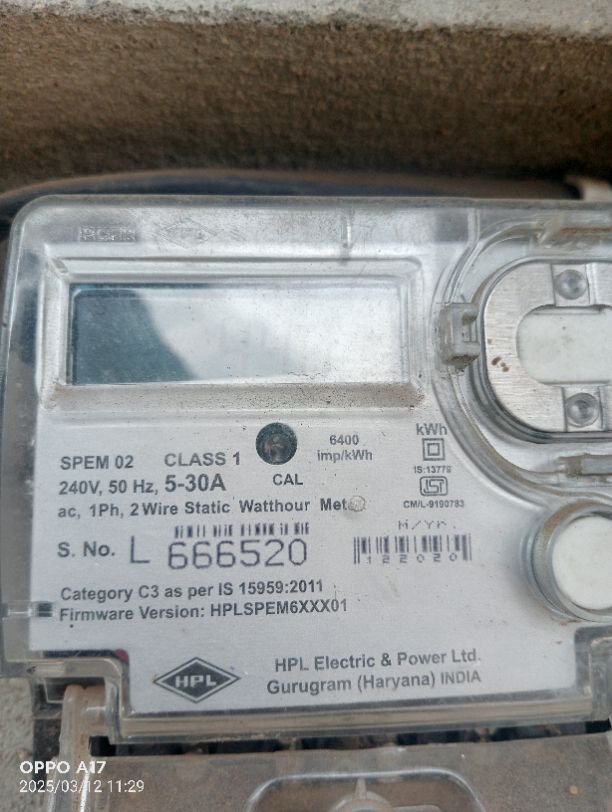 6400
imp/kWh
kWh
SPEM 02 CLASS 1
IS:13779
240V, 50 Hz, 5-30A CAL
CM/L-9190783
ac, 1Ph, 2 Wire Static Watthour
M/YR.
S. No. L 666520
122020
Category C3 as per IS 15959:2011
Firmware Version: HPLSPEM6XXX01
HPL
HPL Electric & Power Ltd.
Gurugram (Haryana) INDIA
OPPO A17
2025/03/12 11:29